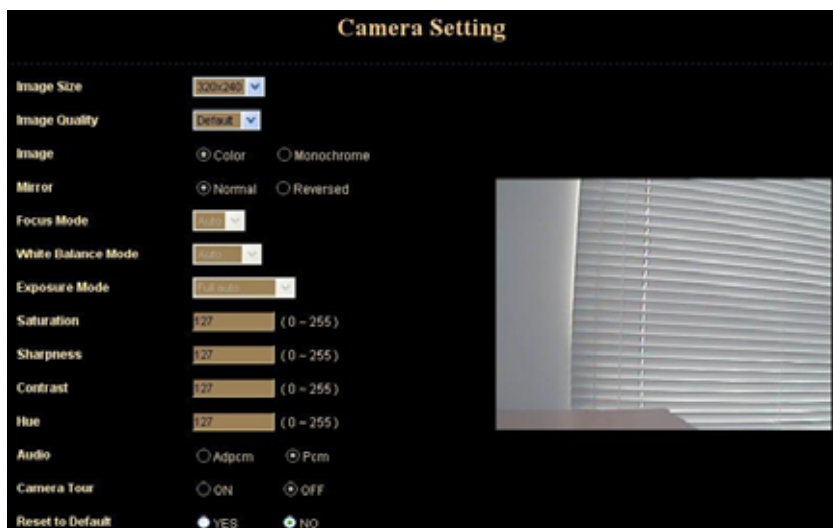 Camera Setting
Image Size 320x240
Image Quality Default
Image Color Monochrome
Mirror Normal Reversed
Focus Mode Auto
White Balance Mode Auto
Exposure Mode Full auto
Saturation 127 ( 0 ~ 255 )
Sharpness 127 ( 0 ~ 255 )
Contrast 127 ( 0 ~ 255 )
Hue 127 ( 0 ~ 255 )
Audio Adpcm Pcm
Camera Tour ON OFF
Reset to Default YES NO